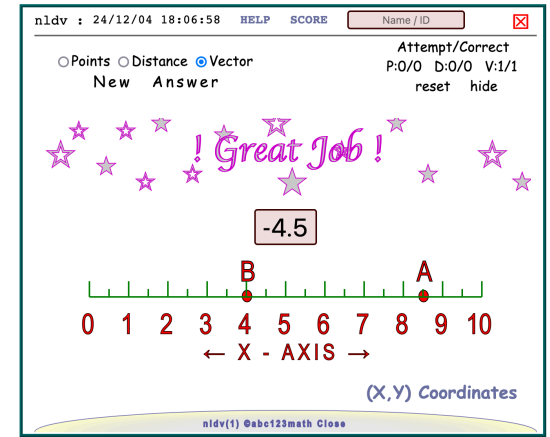 nldv : 24/12/04 18:06:58 HELP SCORE Name / ID
Attempt/Correct
Points Distance Vector P:0/0 D:0/0 V:1/1
New Answer reset hide
! Great Job !
-4.5
B A
0 1 2 3 4 5 6 7 8 9 10
← X - AXIS →
(X,Y) Coordinates
nldv(1) ©abc123math Close